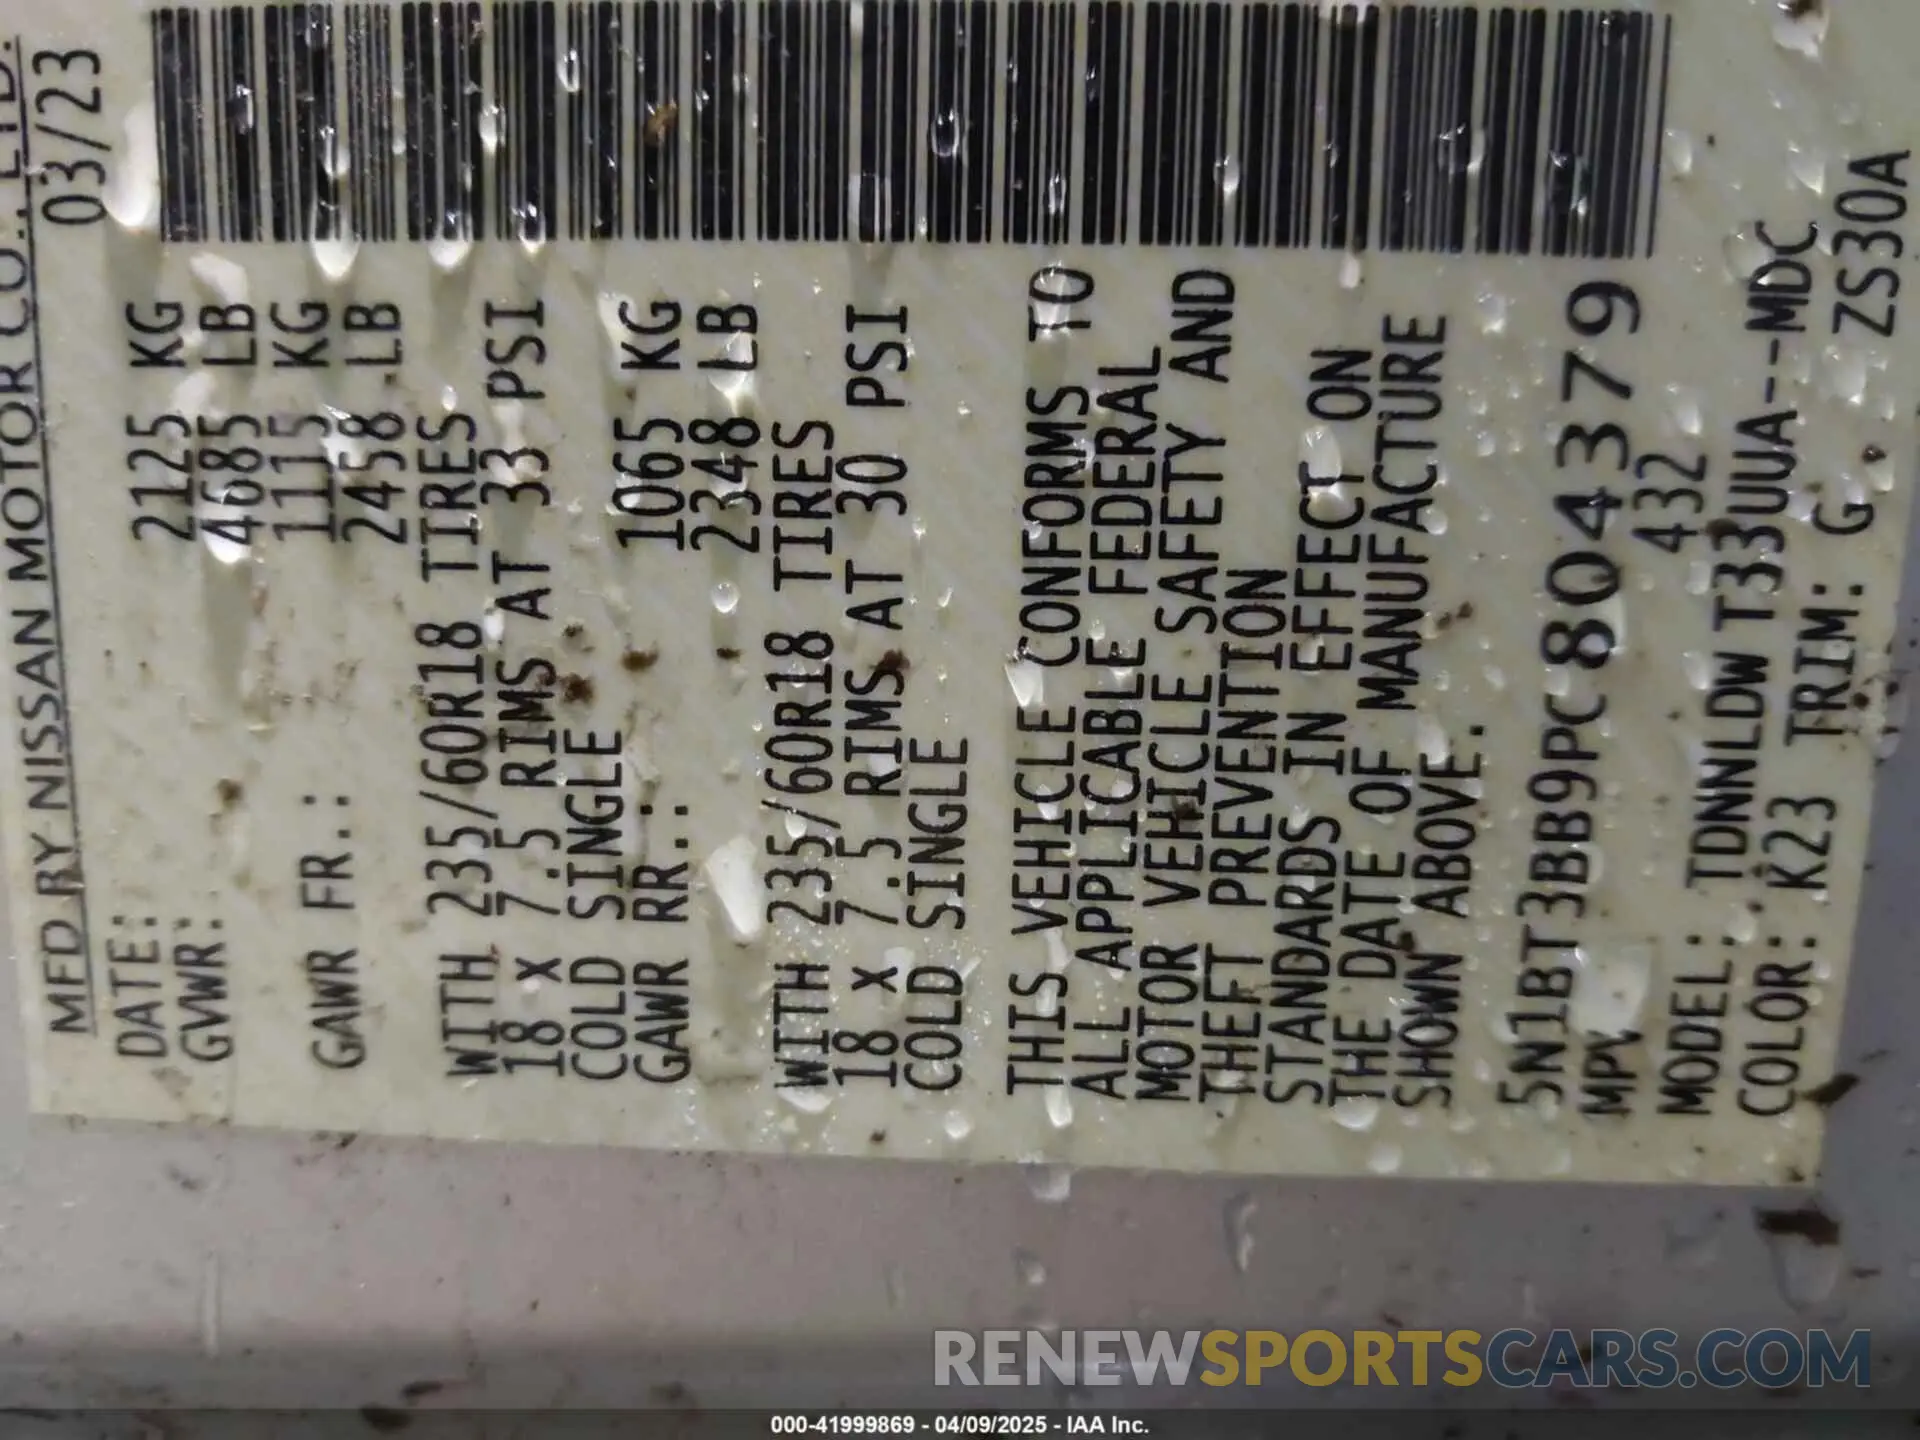 MFD BY NISSAN MOTOR CO., LTD.
DATE: 03/23
GVWR: 2125 KG
4685 LB
GAWR FR.: 1115 KG
2458 LB
WITH 235/60R18 TIRES
18 x 7.5 RIMS AT 33 PSI
COLD SINGLE
GAWR RR.: 1065 KG
2348 LB
WITH 235/60R18 TIRES
18 x 7.5 RIMS AT 30 PSI
COLD SINGLE
THIS VEHICLE CONFORMS TO
ALL APPLICABLE FEDERAL
MOTOR VEHICLE SAFETY AND
THEFT PREVENTION
STANDARDS IN EFFECT ON
THE DATE OF MANUFACTURE
SHOWN ABOVE.
5N1BT3BB9PC804379
MPV 432
MODEL: TDNNLDW T33UUUA--MDC
COLOR: K23 TRIM: G ZS30A
RENEWSPORTSCARS.COM
000-41999869 - 04/09/2025 - IAA Inc.